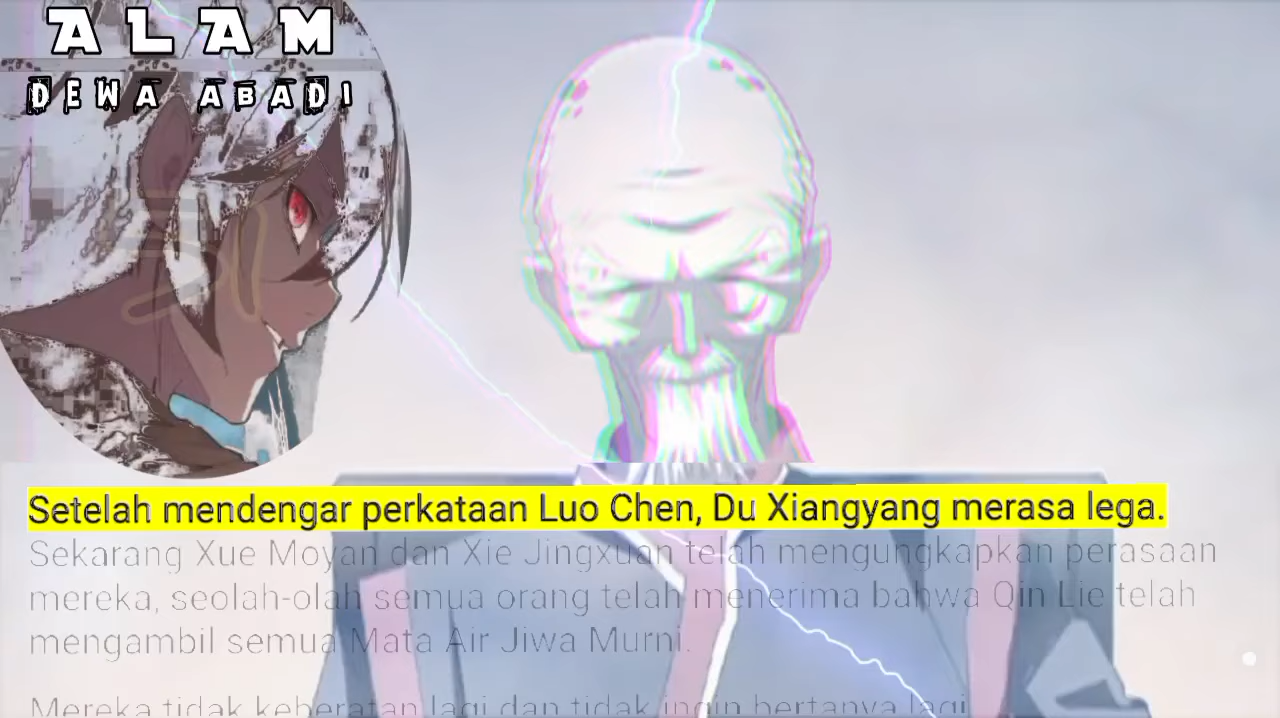 ALAM
DEWA ABADI
Setelah mendengar perkataan Luo Chen, Du Xiangyang merasa lega.
Sekarang Xue Moyan dan Xie Jingxuan telah mengungkapkan perasaan
mereka, seolah-olah semua orang telah menerima bahwa Qin Lie telah
mengambil semua Mata Air Jiwa Murni.
Mereka tidak keberatan lagi dan tidak ingin bertanya lagi